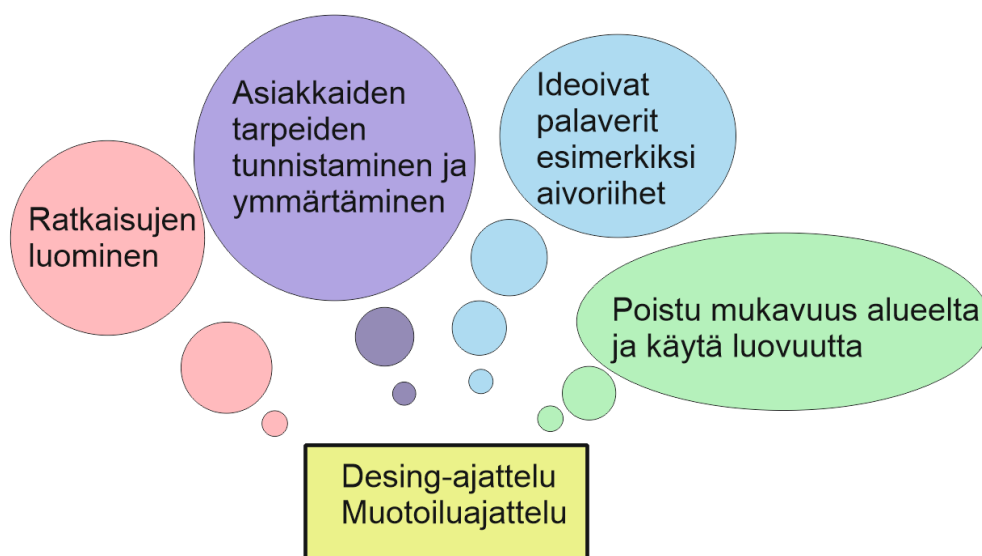 Ratkaisujen
luominen
Asiakkaiden
tarpeiden
tunnistaminen ja
ymmärtäminen
Ideoivat
palaverit
esimerkiksi
aivoriihet
Poistu mukavuus alueelta
ja käytä luovuutta
Desing-ajattelu
Muotoiluajattelu